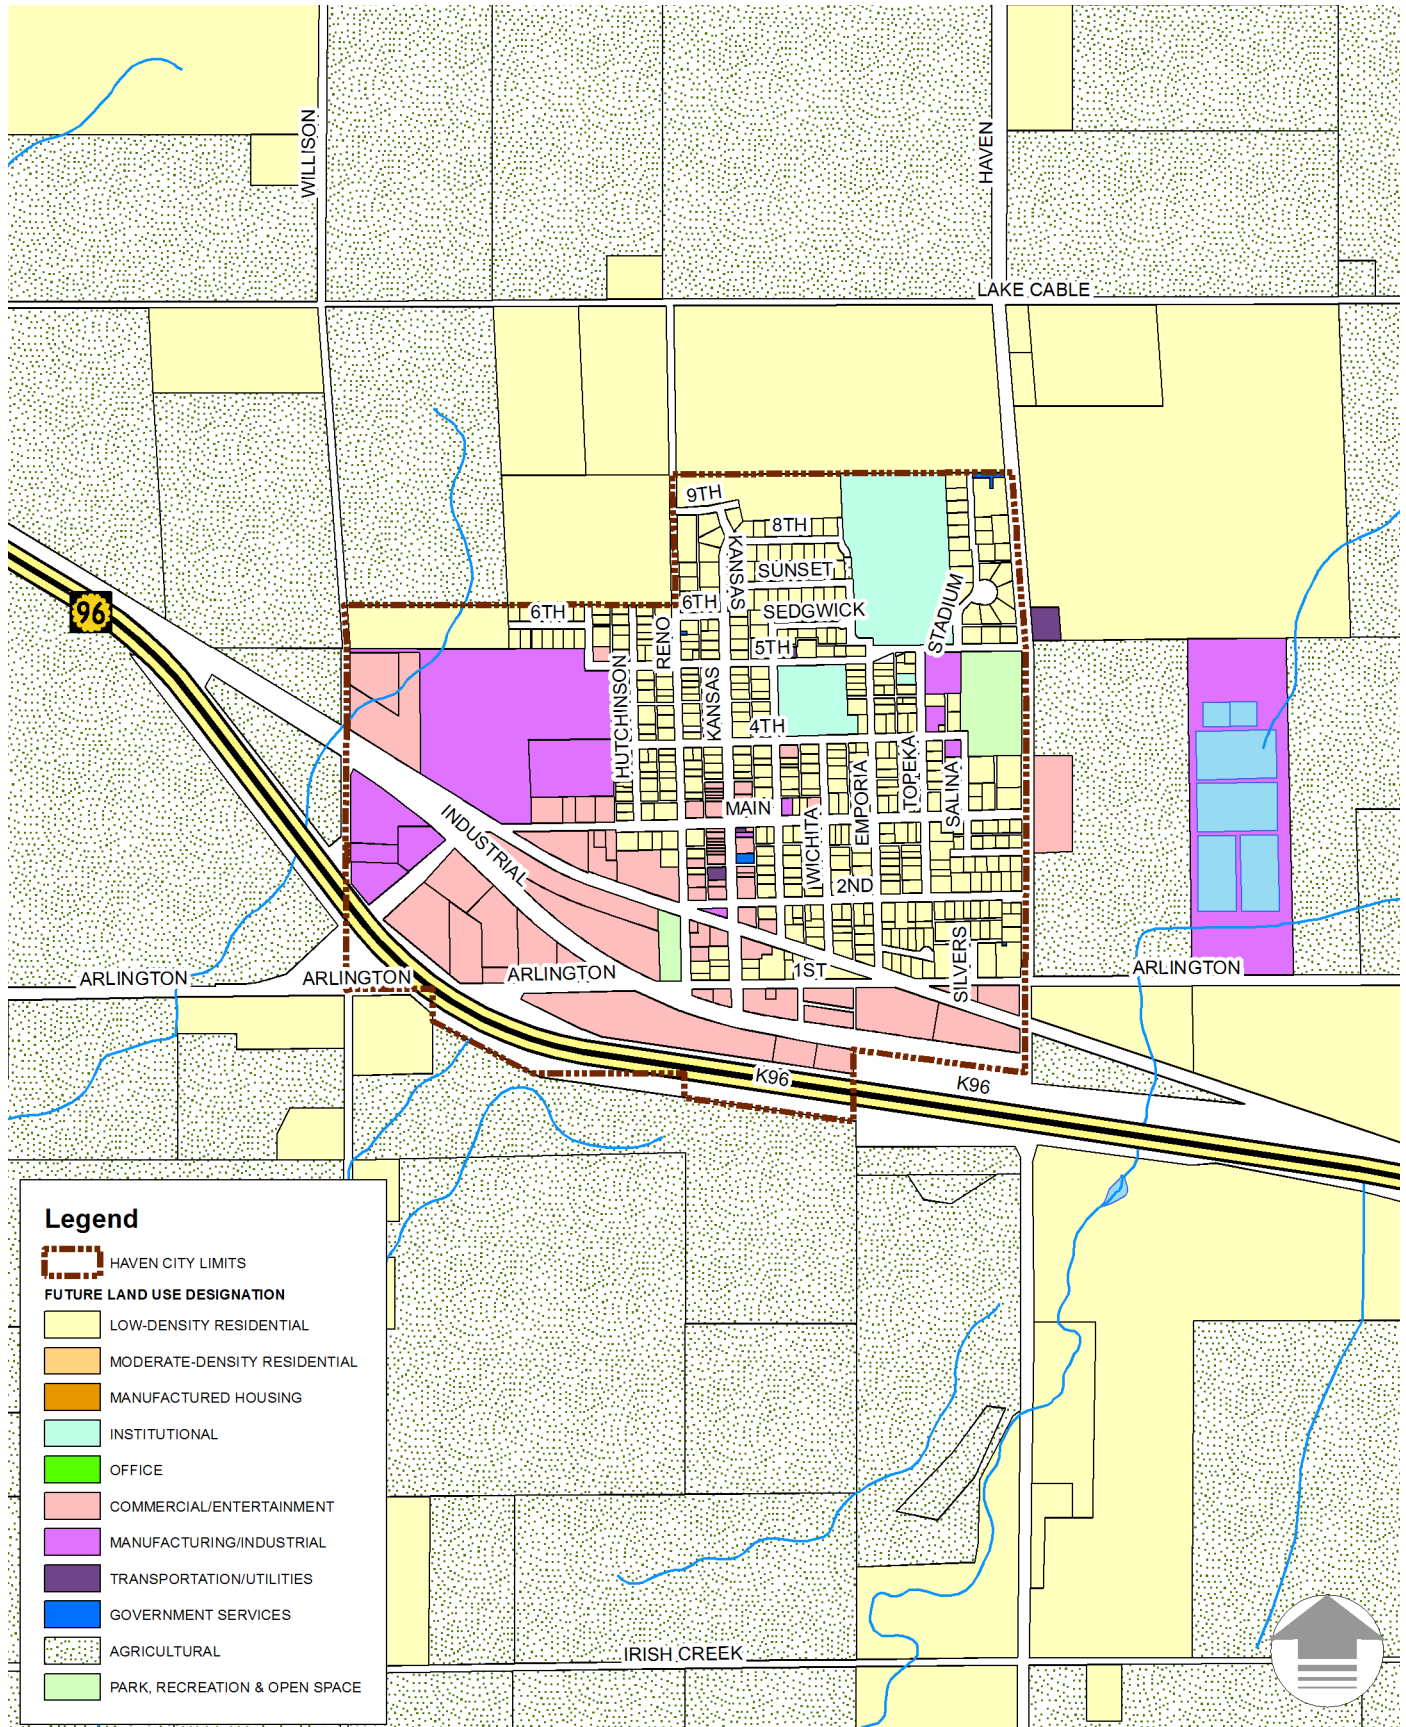 WILLISON
HAVEN
LAKE CABLE
9TH
8TH
KANSAS
SUNSET
6TH
6TH
SEDGWICK
STADIUM
96
RENO
5TH
HUTCHINSON
KANSAS
4TH
TOPEKA
SALINA
EMPORIA
WICHITA
MAIN
INDUSTRIAL
2ND
SILVERS
1ST
ARLINGTON
ARLINGTON
ARLINGTON
ARLINGTON
K96
K96
Legend
HAVEN CITY LIMITS
FUTURE LAND USE DESIGNATION
LOW-DENSITY RESIDENTIAL
MODERATE-DENSITY RESIDENTIAL
MANUFACTURED HOUSING
INSTITUTIONAL
OFFICE
COMMERCIAL/ENTERTAINMENT
MANUFACTURING/INDUSTRIAL
TRANSPORTATION/UTILITIES
GOVERNMENT SERVICES
AGRICULTURAL
PARK, RECREATION & OPEN SPACE
IRISH CREEK